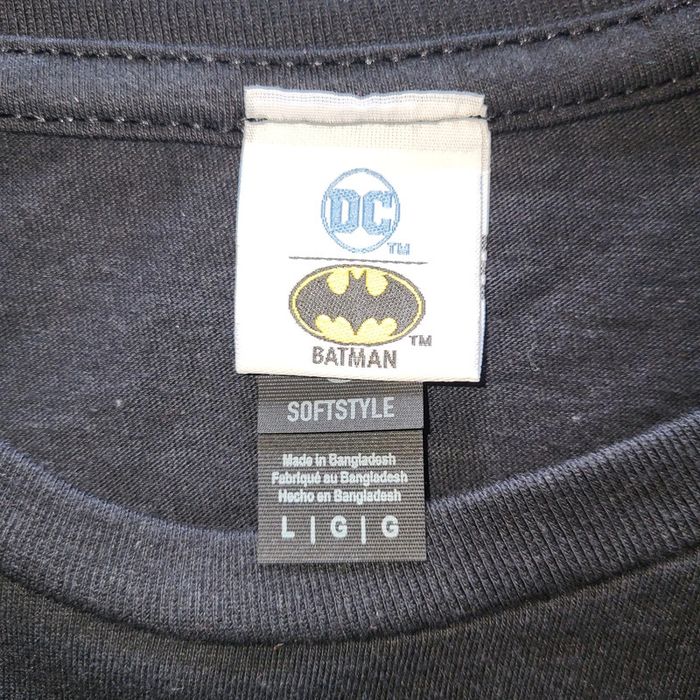 DC
TM
BATMAN
TM
SOFTSTYLE
Made in Bangladesh
Fabriqué au Bangladesh
Hecho en Bangladesh
L | G | G